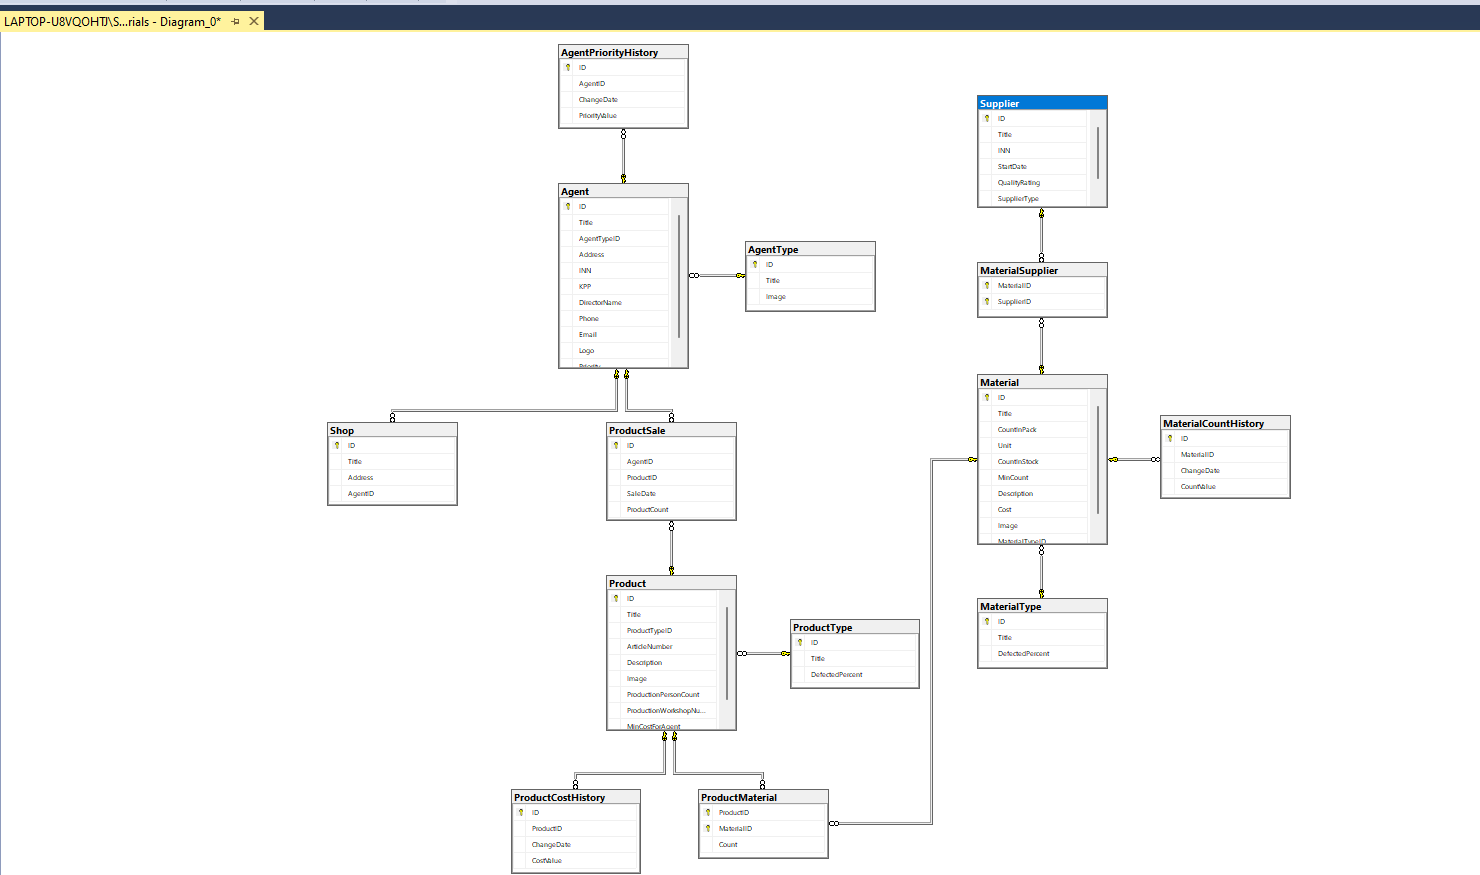 LAPTOP-U8VQOHTJ\S...rials - Diagram_0*
AgentPriorityHistory
ID
AgentID
ChangeDate
PriorityValue
Supplier
ID
Title
INN
StartDate
QualityRating
SupplierType
Agent
ID
Title
AgentTypeID
Address
INN
KPP
DirectorName
Phone
Email
Logo
Priority
AgentType
ID
Title
Image
MaterialSupplier
MaterialID
SupplierID
Material
ID
Title
CountInPack
Unit
CountInStock
MinCount
Description
Cost
Image
MaterialTypeID
MaterialCountHistory
ID
MaterialID
ChangeDate
CountValue
Shop
ID
Title
Address
AgentID
ProductSale
ID
AgentID
ProductID
SaleDate
ProductCount
Product
ID
Title
ProductTypeID
ArticleNumber
Description
Image
ProductionPersonCount
ProductionWorkshopNu...
MinCostForAgent
ProductType
ID
Title
DefectedPercent
MaterialType
ID
Title
DefectedPercent
ProductCostHistory
ID
ProductID
ChangeDate
CostValue
ProductMaterial
ProductID
MaterialID
Count